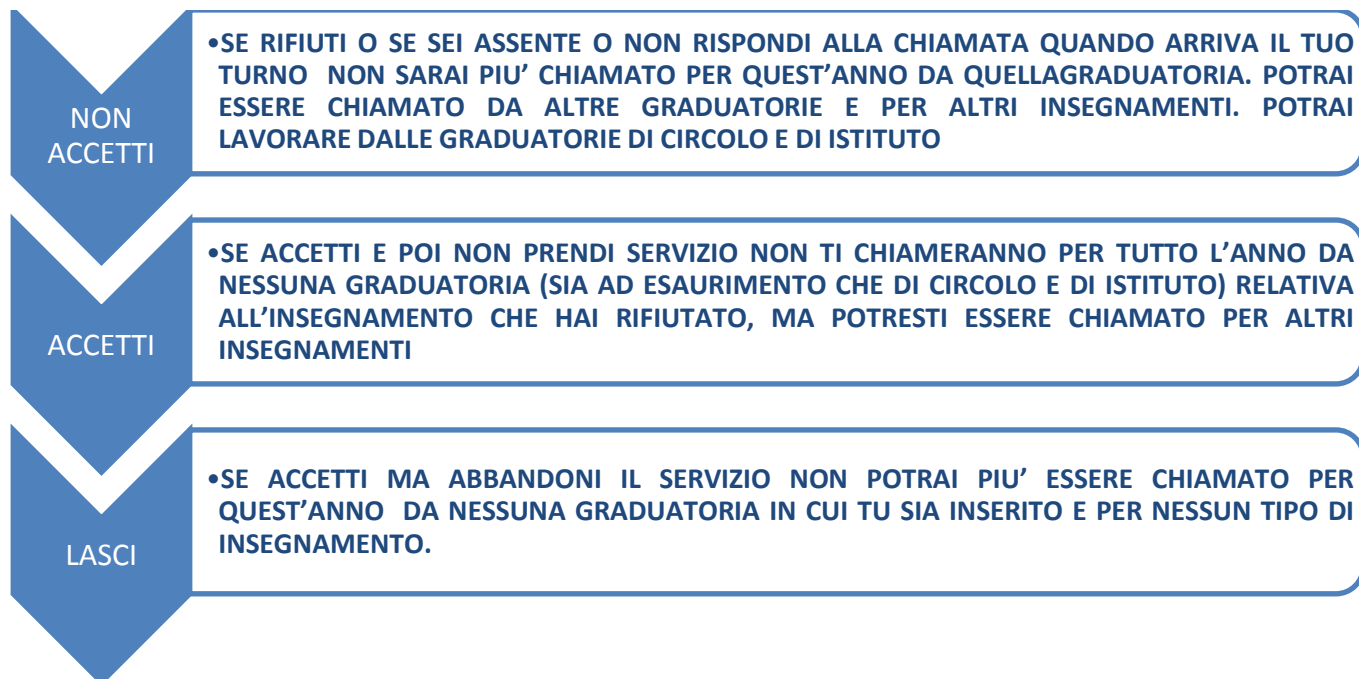 NON
ACCETTI
•SE RIFIUTI O SE SEI ASSENTE O NON RISPONDI ALLA CHIAMATA QUANDO ARRIVA IL TUO
TURNO NON SARAI PIU’ CHIAMATO PER QUEST’ANNO DA QUELLAGRADUATORIA. POTRAI
ESSERE CHIAMATO DA ALTRE GRADUATORIE E PER ALTRI INSEGNAMENTI. POTRAI
LAVORARE DALLE GRADUATORIE DI CIRCOLO E DI ISTITUTO
ACCETTI
•SE ACCETTI E POI NON PRENDI SERVIZIO NON TI CHIAMERANNO PER TUTTO L’ANNO DA
NESSUNA GRADUATORIA (SIA AD ESAURIMENTO CHE DI CIRCOLO E DI ISTITUTO) RELATIVA
ALL’INSEGNAMENTO CHE HAI RIFIUTATO, MA POTRESTI ESSERE CHIAMATO PER ALTRI
INSEGNAMENTI
LASCI
•SE ACCETTI MA ABBANDONI IL SERVIZIO NON POTRAI PIU’ ESSERE CHIAMATO PER
QUEST’ANNO DA NESSUNA GRADUATORIA IN CUI TU SIA INSERITO E PER NESSUN TIPO DI
INSEGNAMENTO.